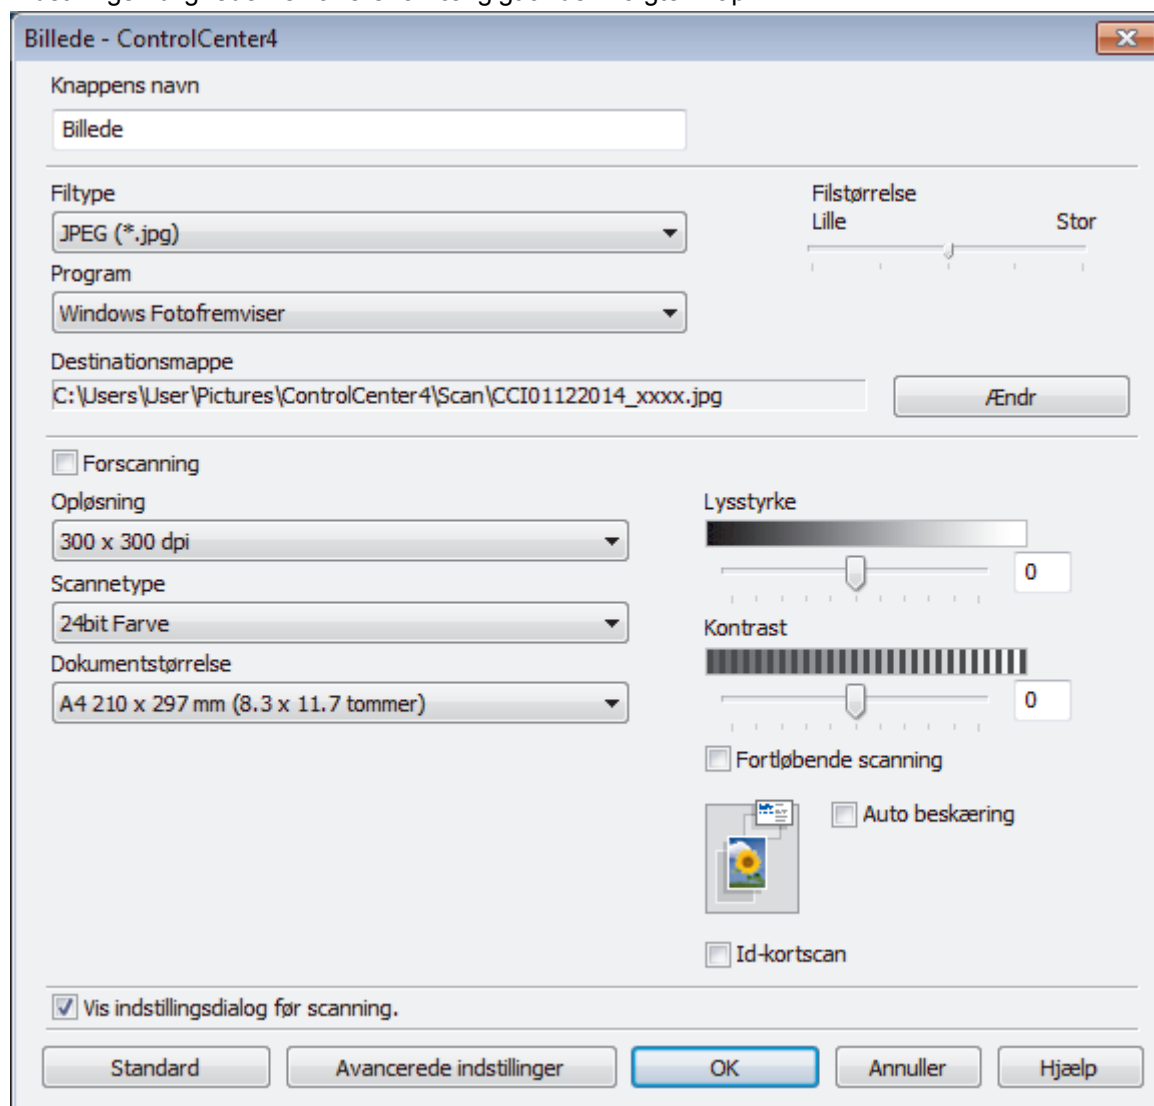 Billede - ControlCenter4
Knappens navn
Billede
Filtype
JPEG (*.jpg)
Filstørrelse
Lille Stor
Program
Windows Fotofremviser
Destinationsmappe
C:\Users\User\Pictures\ControlCenter4\Scan\CCI01122014_xxxx.jpg
Ændr
Forscanning
Opløsning
300 x 300 dpi
Scannetype
24bit Farve
Dokumentstørrelse
A4 210 x 297 mm (8.3 x 11.7 tommer)
Lysstyrke
0
Kontrast
0
Fortløbende scanning
Auto beskæring
Id-kortscan
Vis indstillingsdialog før scanning.
Standard Avancerede indstillinger OK Annuller Hjælp